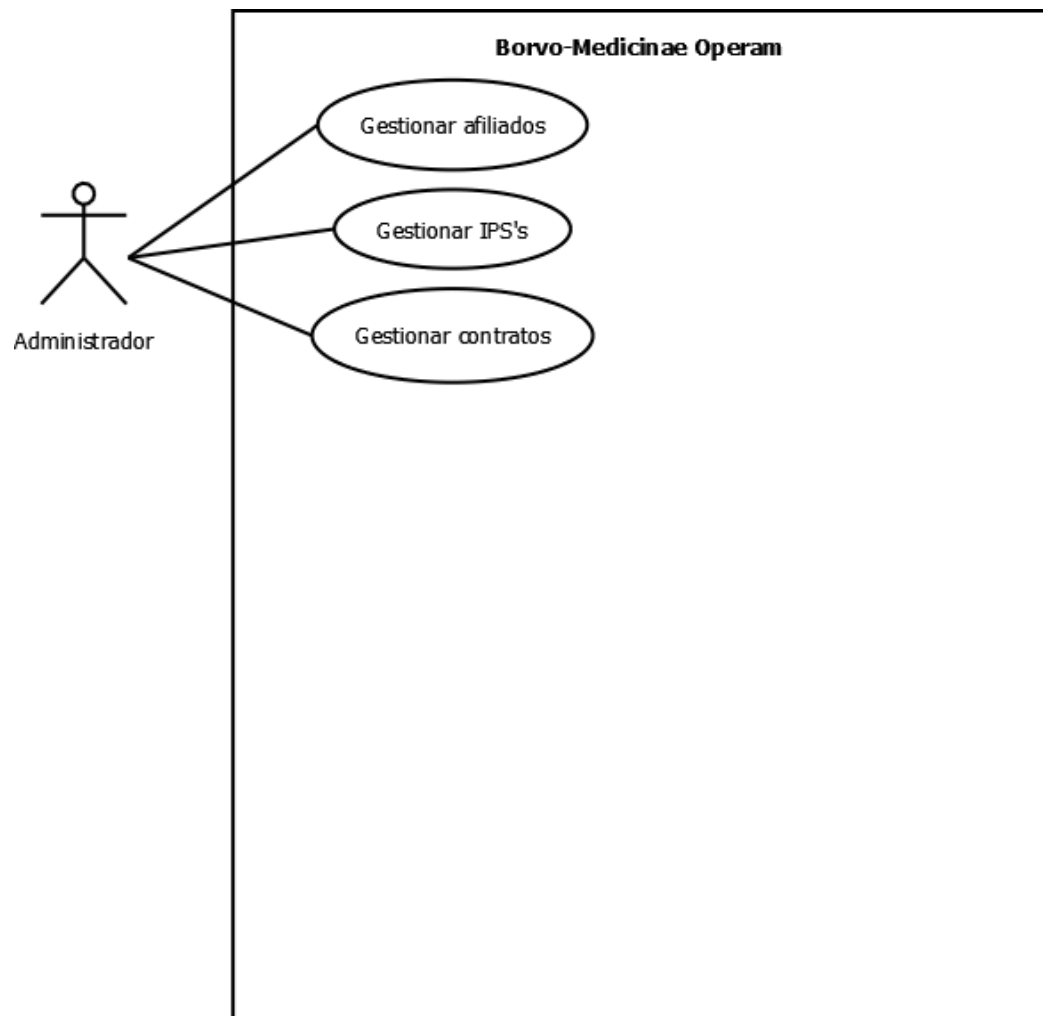 Borvo-Medicinae Operam
Gestionar afiliados
Gestionar IPS's
Gestionar contratos
Administrador